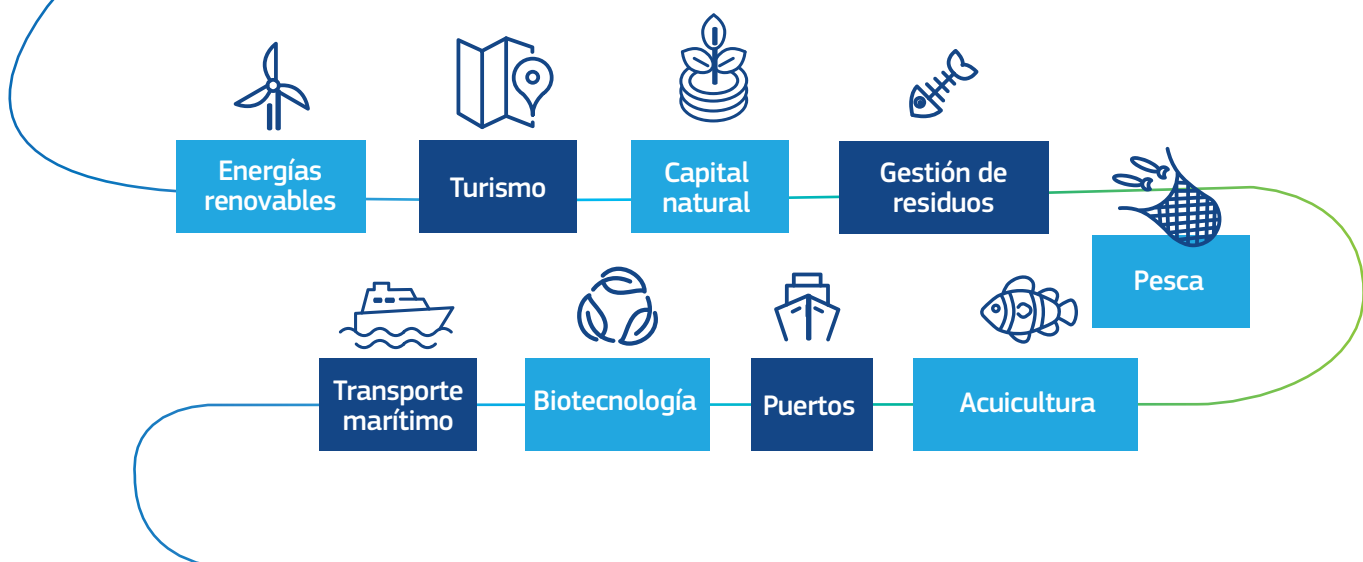 Energías
renovables
Turismo
Capital
natural
Gestión de
residuos
Pesca
Transporte
marítimo
Biotecnología
Puertos
Acuicultura